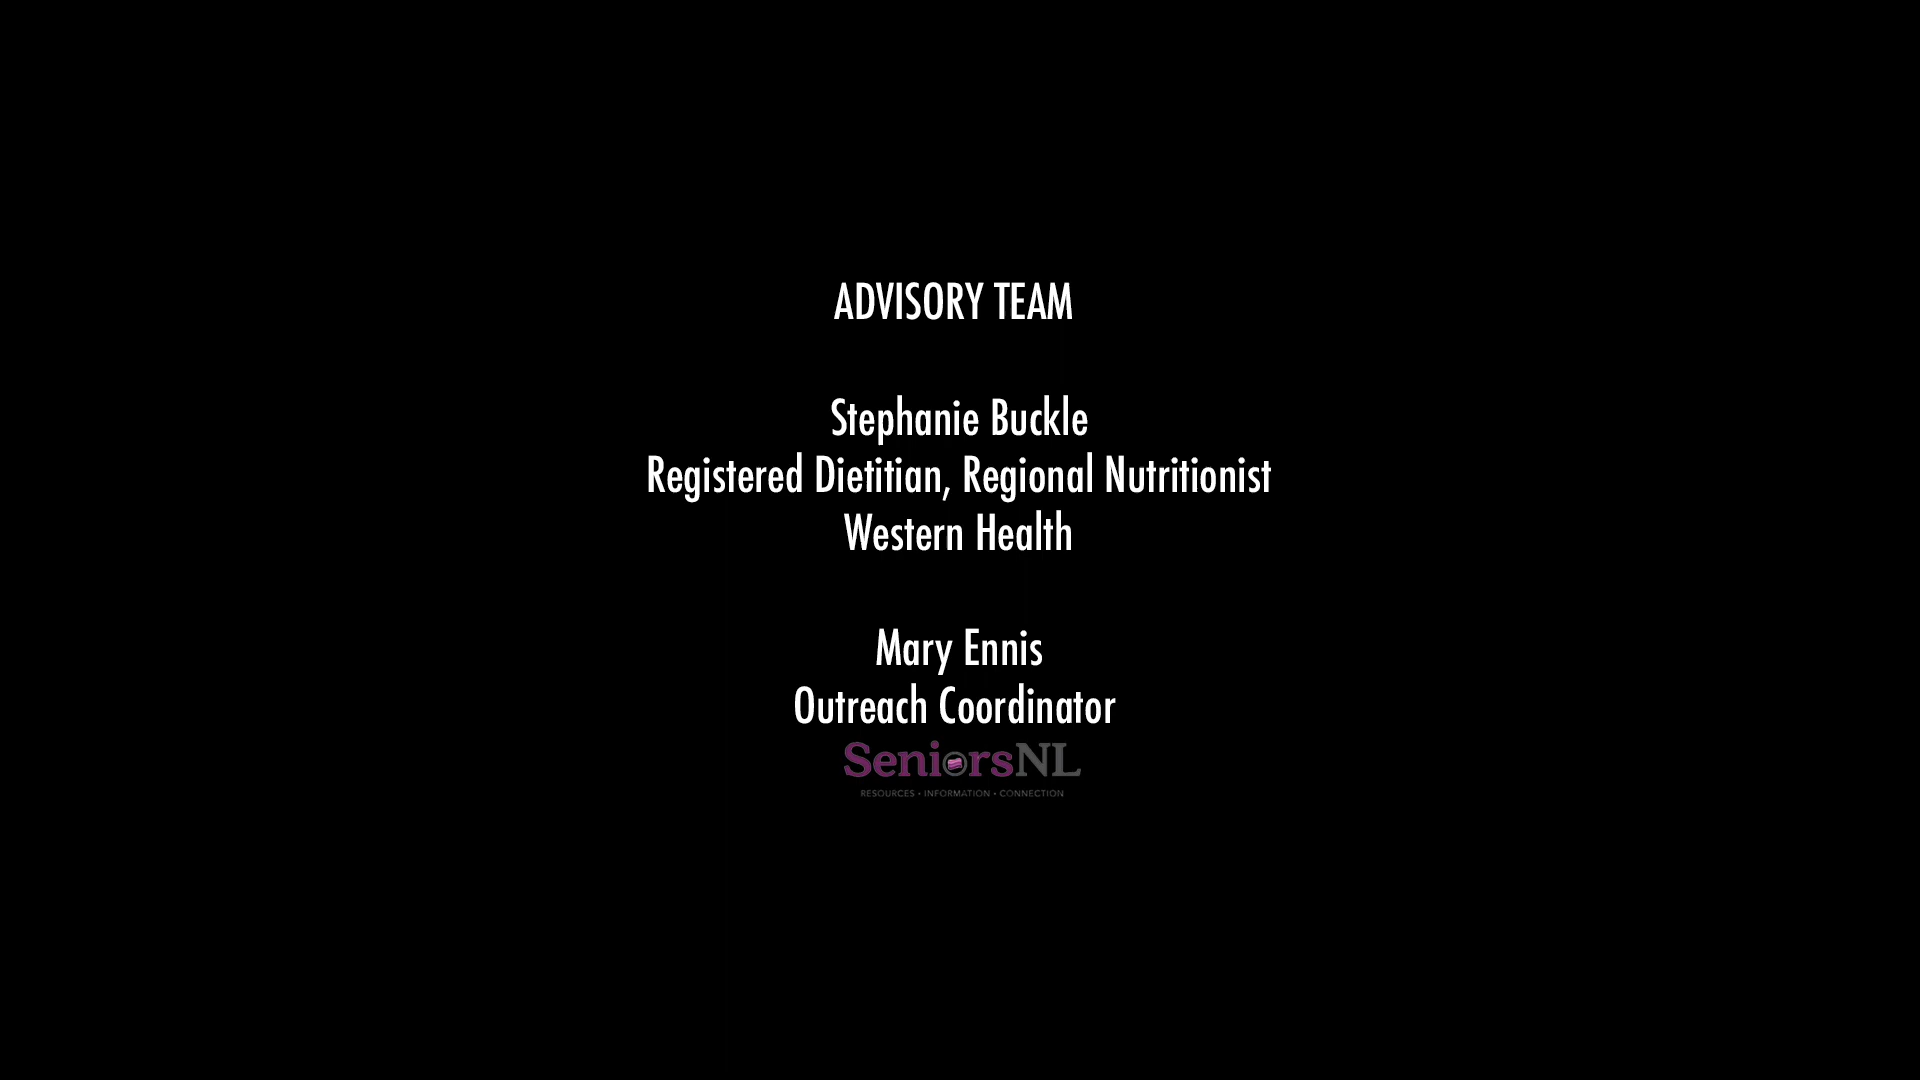 ADVISORY TEAM
Stephanie Buckle
Registered Dietitian, Regional Nutritionist
Western Health
Mary Ennis
Outreach Coordinator
SeniorsNL
RESOURCES • INFORMATION • CONNECTION